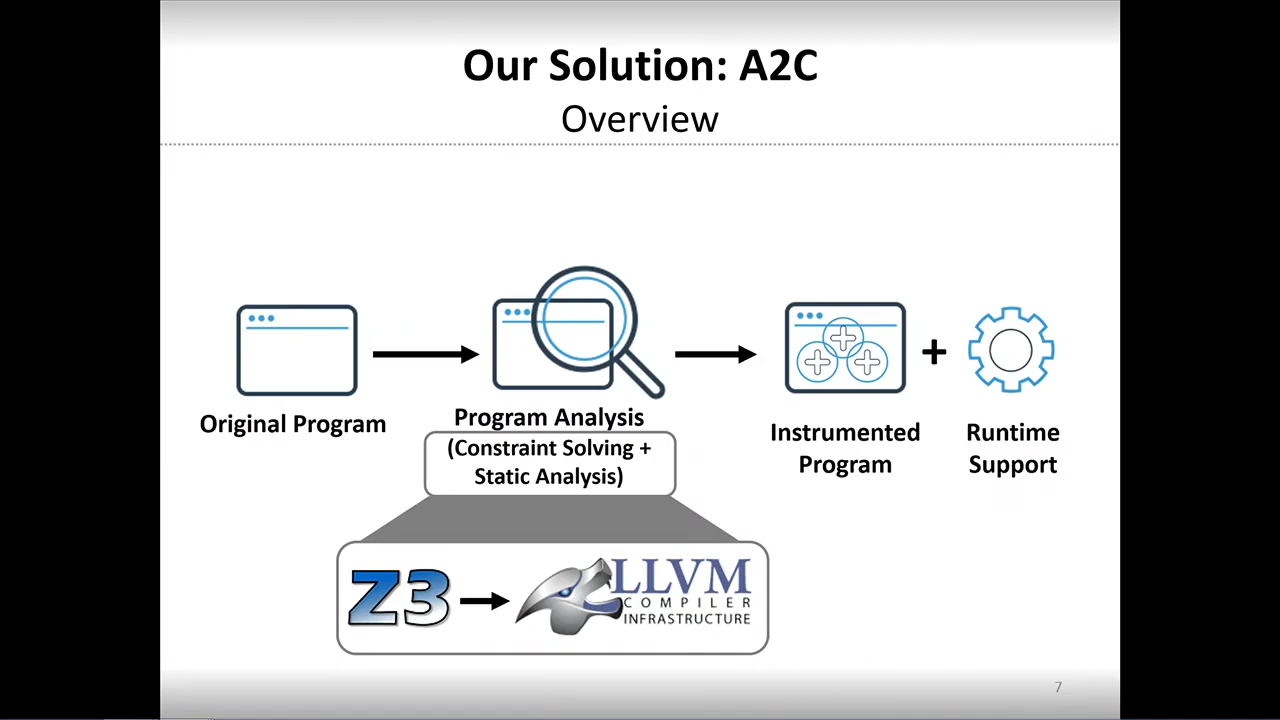 Our Solution: A2C
Overview
Original Program
Program Analysis
(Constraint Solving +
Static Analysis)
Instrumented
Program
+
Runtime
Support
Z3
LLVM
COMPILER
INFRASTRUCTURE
7